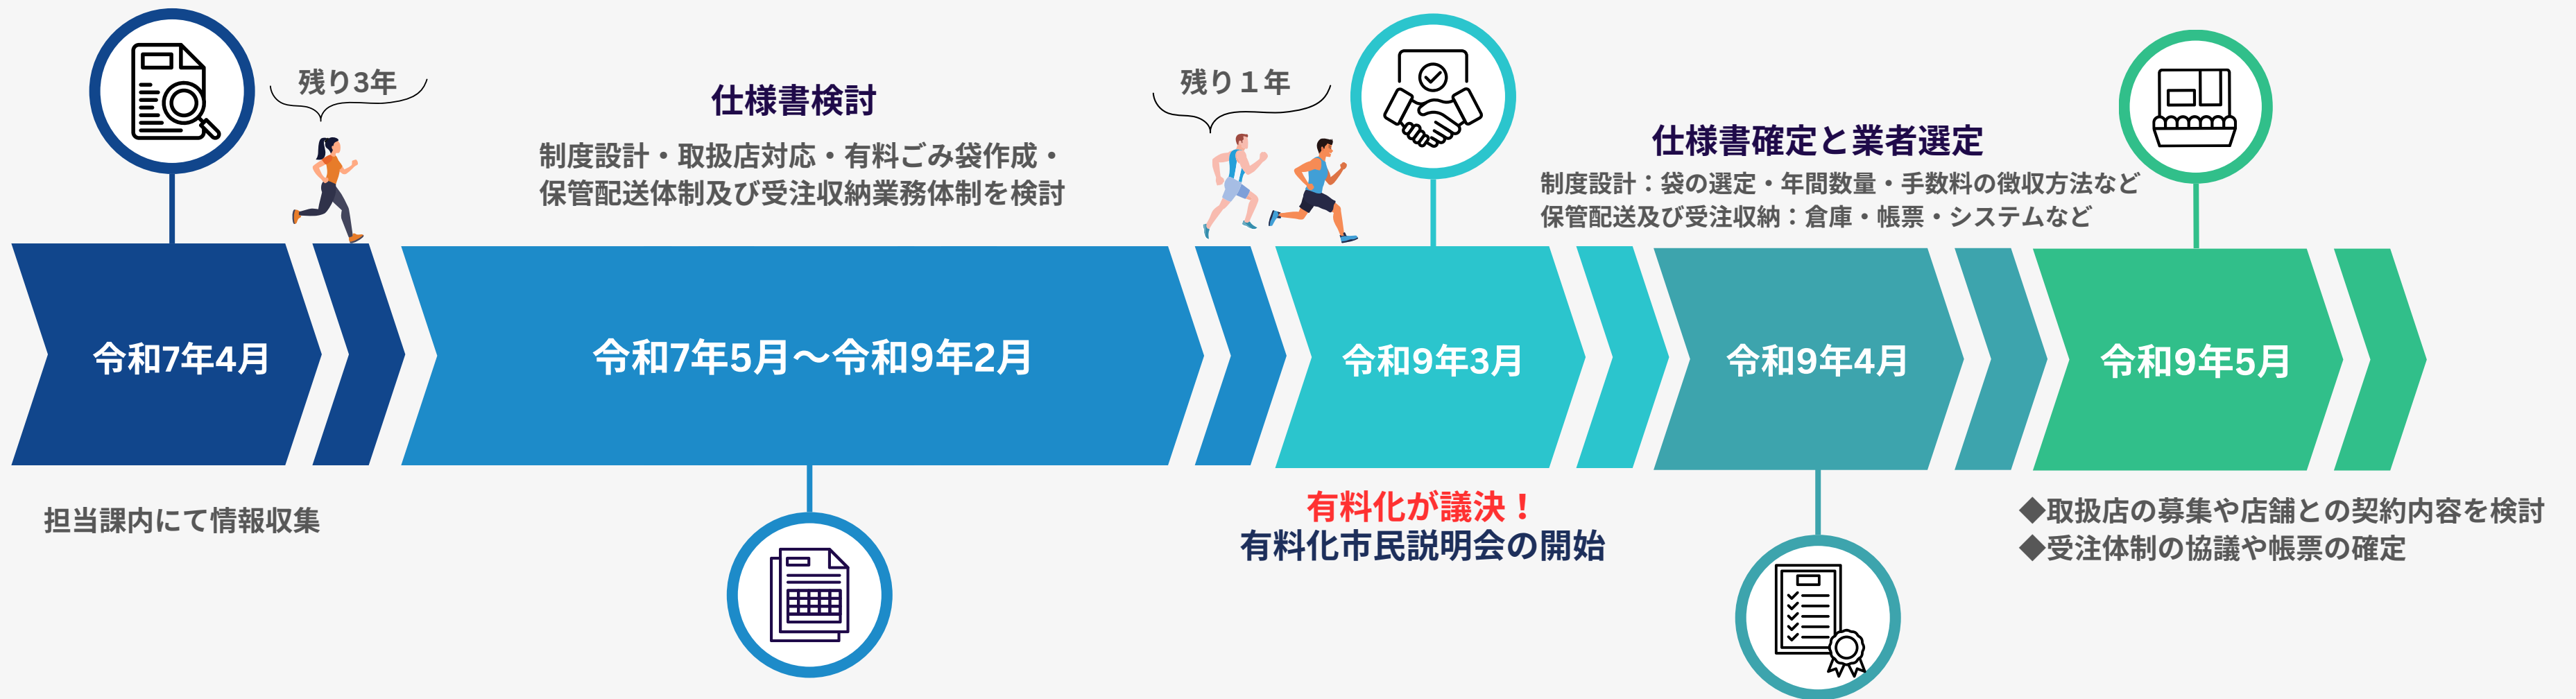 残り3年
仕様書検討
制度設計・取扱店対応・有料ごみ袋作成・
保管配送体制及び受注収納業務体制を検討
残り１年
仕様書確定と業者選定
制度設計：袋の選定・年間数量・手数料の徴収方法など
保管配送及び受注収納：倉庫・帳票・システムなど
令和7年4月
令和7年5月～令和9年2月
令和9年3月
令和9年4月
令和9年5月
担当課内にて情報収集
有料化が議決！
有料化市民説明会の開始
◆取扱店の募集や店舗との契約内容を検討
◆受注体制の協議や帳票の確定